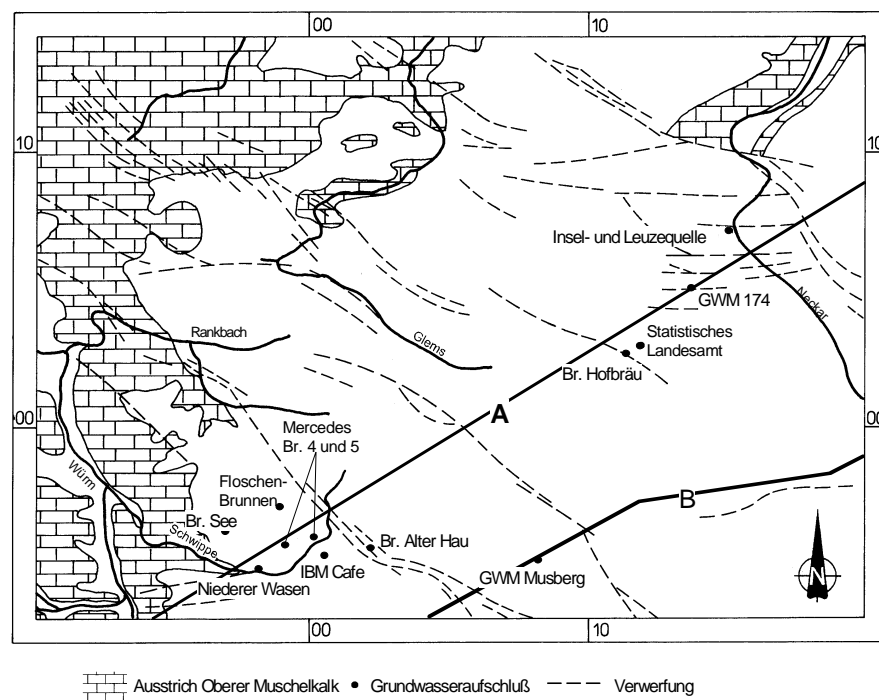 00
10
10
10
Insel- und Leuzequelle
GWM 174
Neckar
Rankbach
Statistisches
Landesamt
Glems
Br. Hofbräu
A
00
00
Mercedes
Br. 4 und 5
Würm
Floschen-
Brunnen
B
Br. See
Schwippe
Br. Alter Hau
Niederer Wasen
IBM Cafe
GWM Musberg
N
00
10
Ausstrich Oberer Muschelkalk
Grundwasseraufschluß
Verwerfung